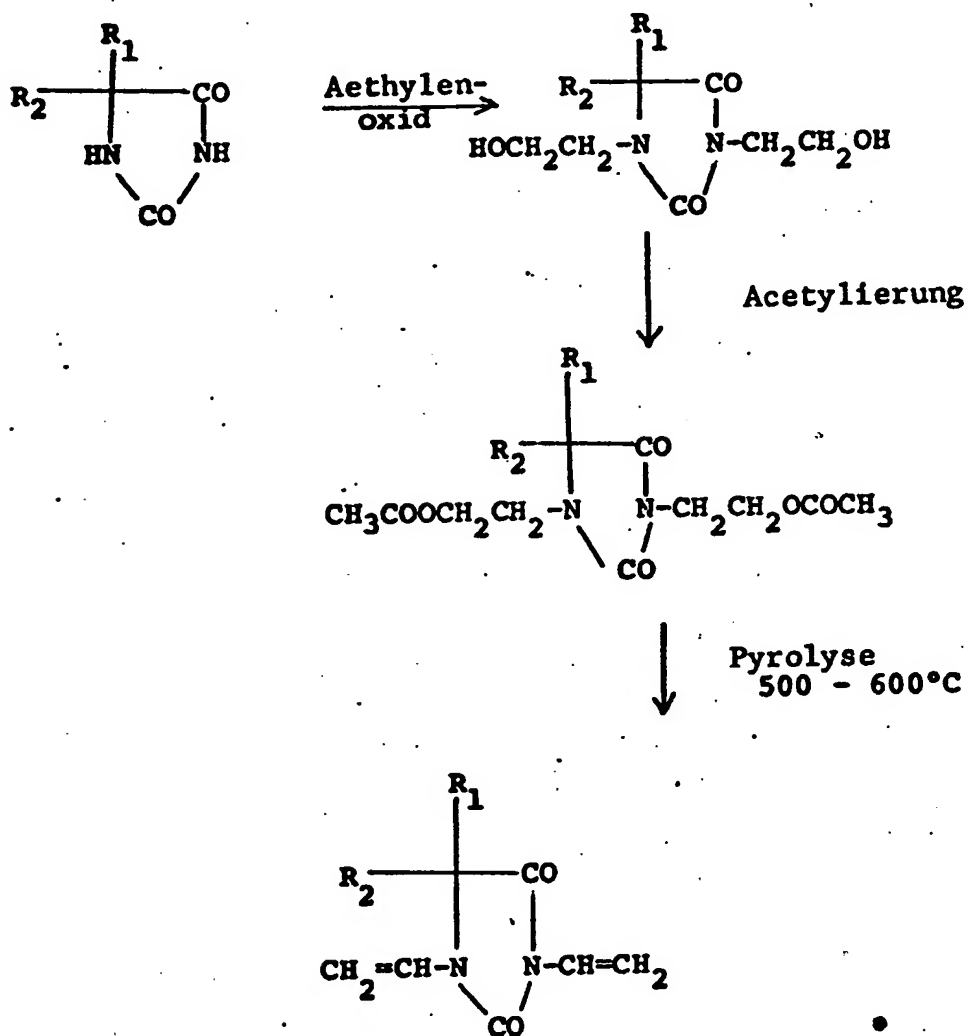 R1 R1
R2 CO Aethylen- R2 CO
oxid
HN NH HOCH2CH2-N N-CH2CH2OH
CO CO
Acetylierung
R1
R2 CO
CH3COOCH2CH2-N N-CH2CH2OCOCH3
CO
Pyrolyse
500 - 600°C
R1
R2 CO
CH2=CH-N N-CH=CH2
CO